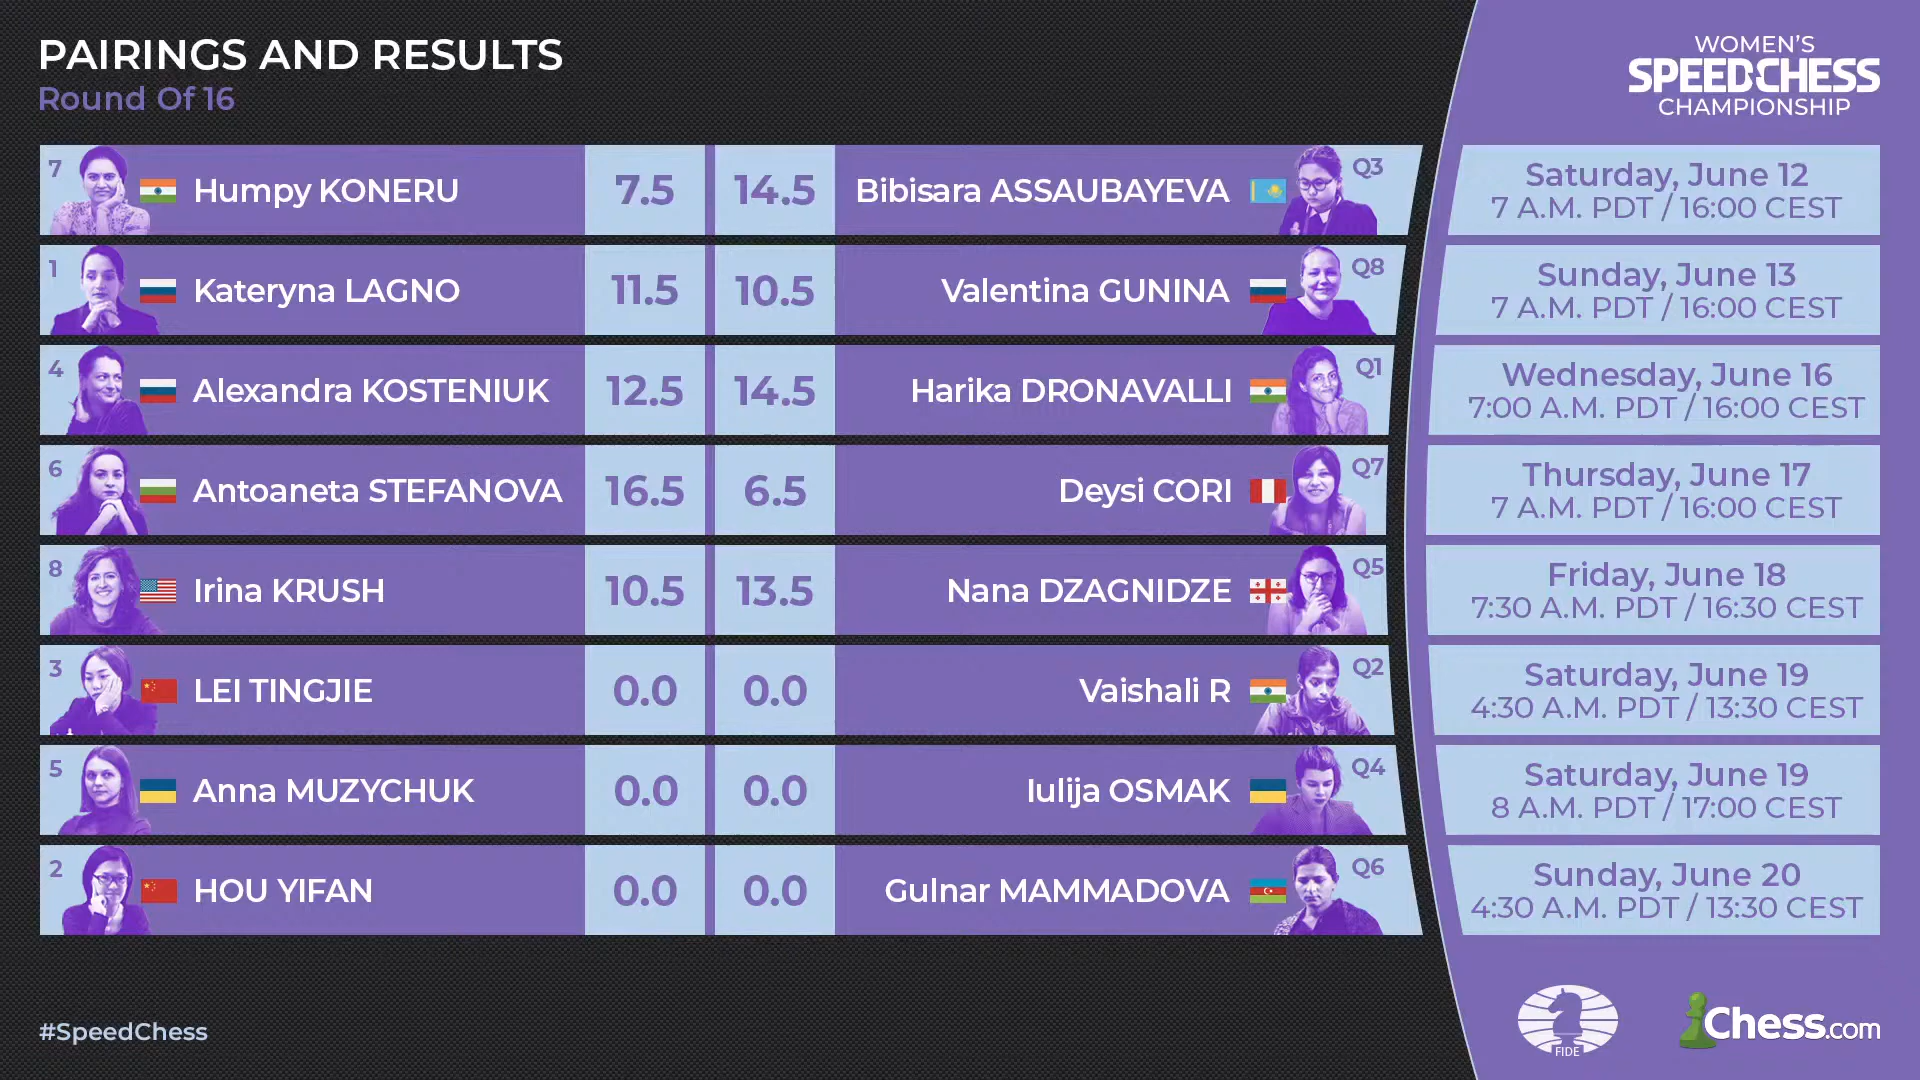 PAIRINGS AND RESULTS
Round Of 16
WOMEN'S
SPEED CHESS
CHAMPIONSHIP
7 Humpy KONERU 7.5 14.5 Bibisara ASSAUBAYEVA Q3
Saturday, June 12
7 A.M. PDT / 16:00 CEST
1 Kateryna LAGNO 11.5 10.5 Valentina GUNINA Q8
Sunday, June 13
7 A.M. PDT / 16:00 CEST
4 Alexandra KOSTENIUK 12.5 14.5 Harika DRONAVALLI Q1
Wednesday, June 16
7:00 A.M. PDT / 16:00 CEST
6 Antoaneta STEFANOVA 16.5 6.5 Deysi CORI Q7
Thursday, June 17
7 A.M. PDT / 16:00 CEST
8 Irina KRUSH 10.5 13.5 Nana DZAGNIDZE Q5
Friday, June 18
7:30 A.M. PDT / 16:30 CEST
3 LEI TINGJIE 0.0 0.0 Vaishali R Q2
Saturday, June 19
4:30 A.M. PDT / 13:30 CEST
5 Anna MUZYCHUK 0.0 0.0 Iulija OSMAK Q4
Saturday, June 19
8 A.M. PDT / 17:00 CEST
2 HOU YIFAN 0.0 0.0 Gulnar MAMMADOVA Q6
Sunday, June 20
4:30 A.M. PDT / 13:30 CEST
#SpeedChess
FIDE
Chess.com